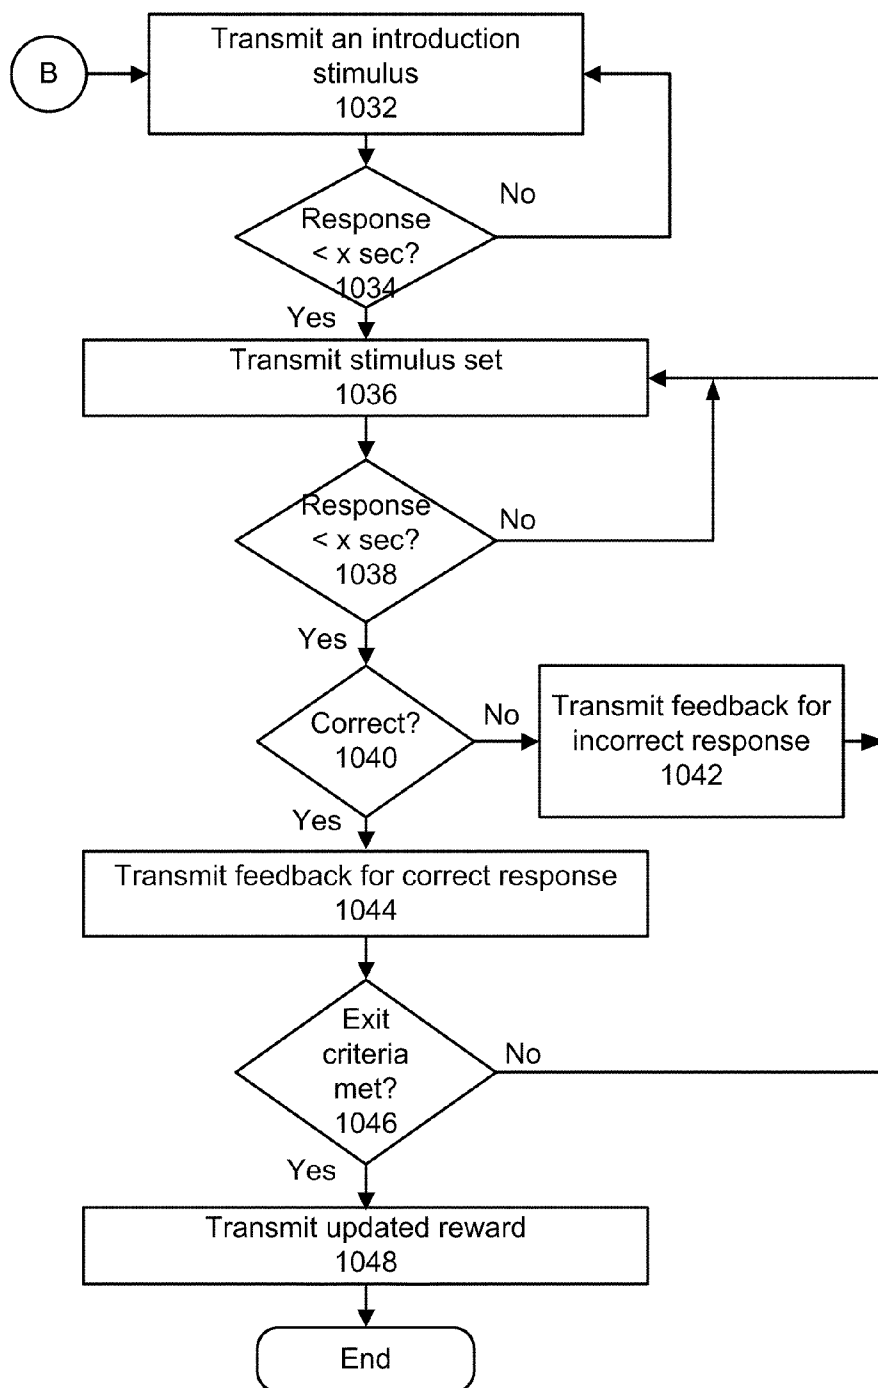 B
Transmit an introduction
stimulus
1032
No
Response
< x sec?
1034
Yes
Transmit stimulus set
1036
Response
< x sec?
1038
No
Yes
Correct?
1040
No
Transmit feedback for
incorrect response
1042
Yes
Transmit feedback for correct response
1044
Exit
criteria
met?
1046
No
Yes
Transmit updated reward
1048
End